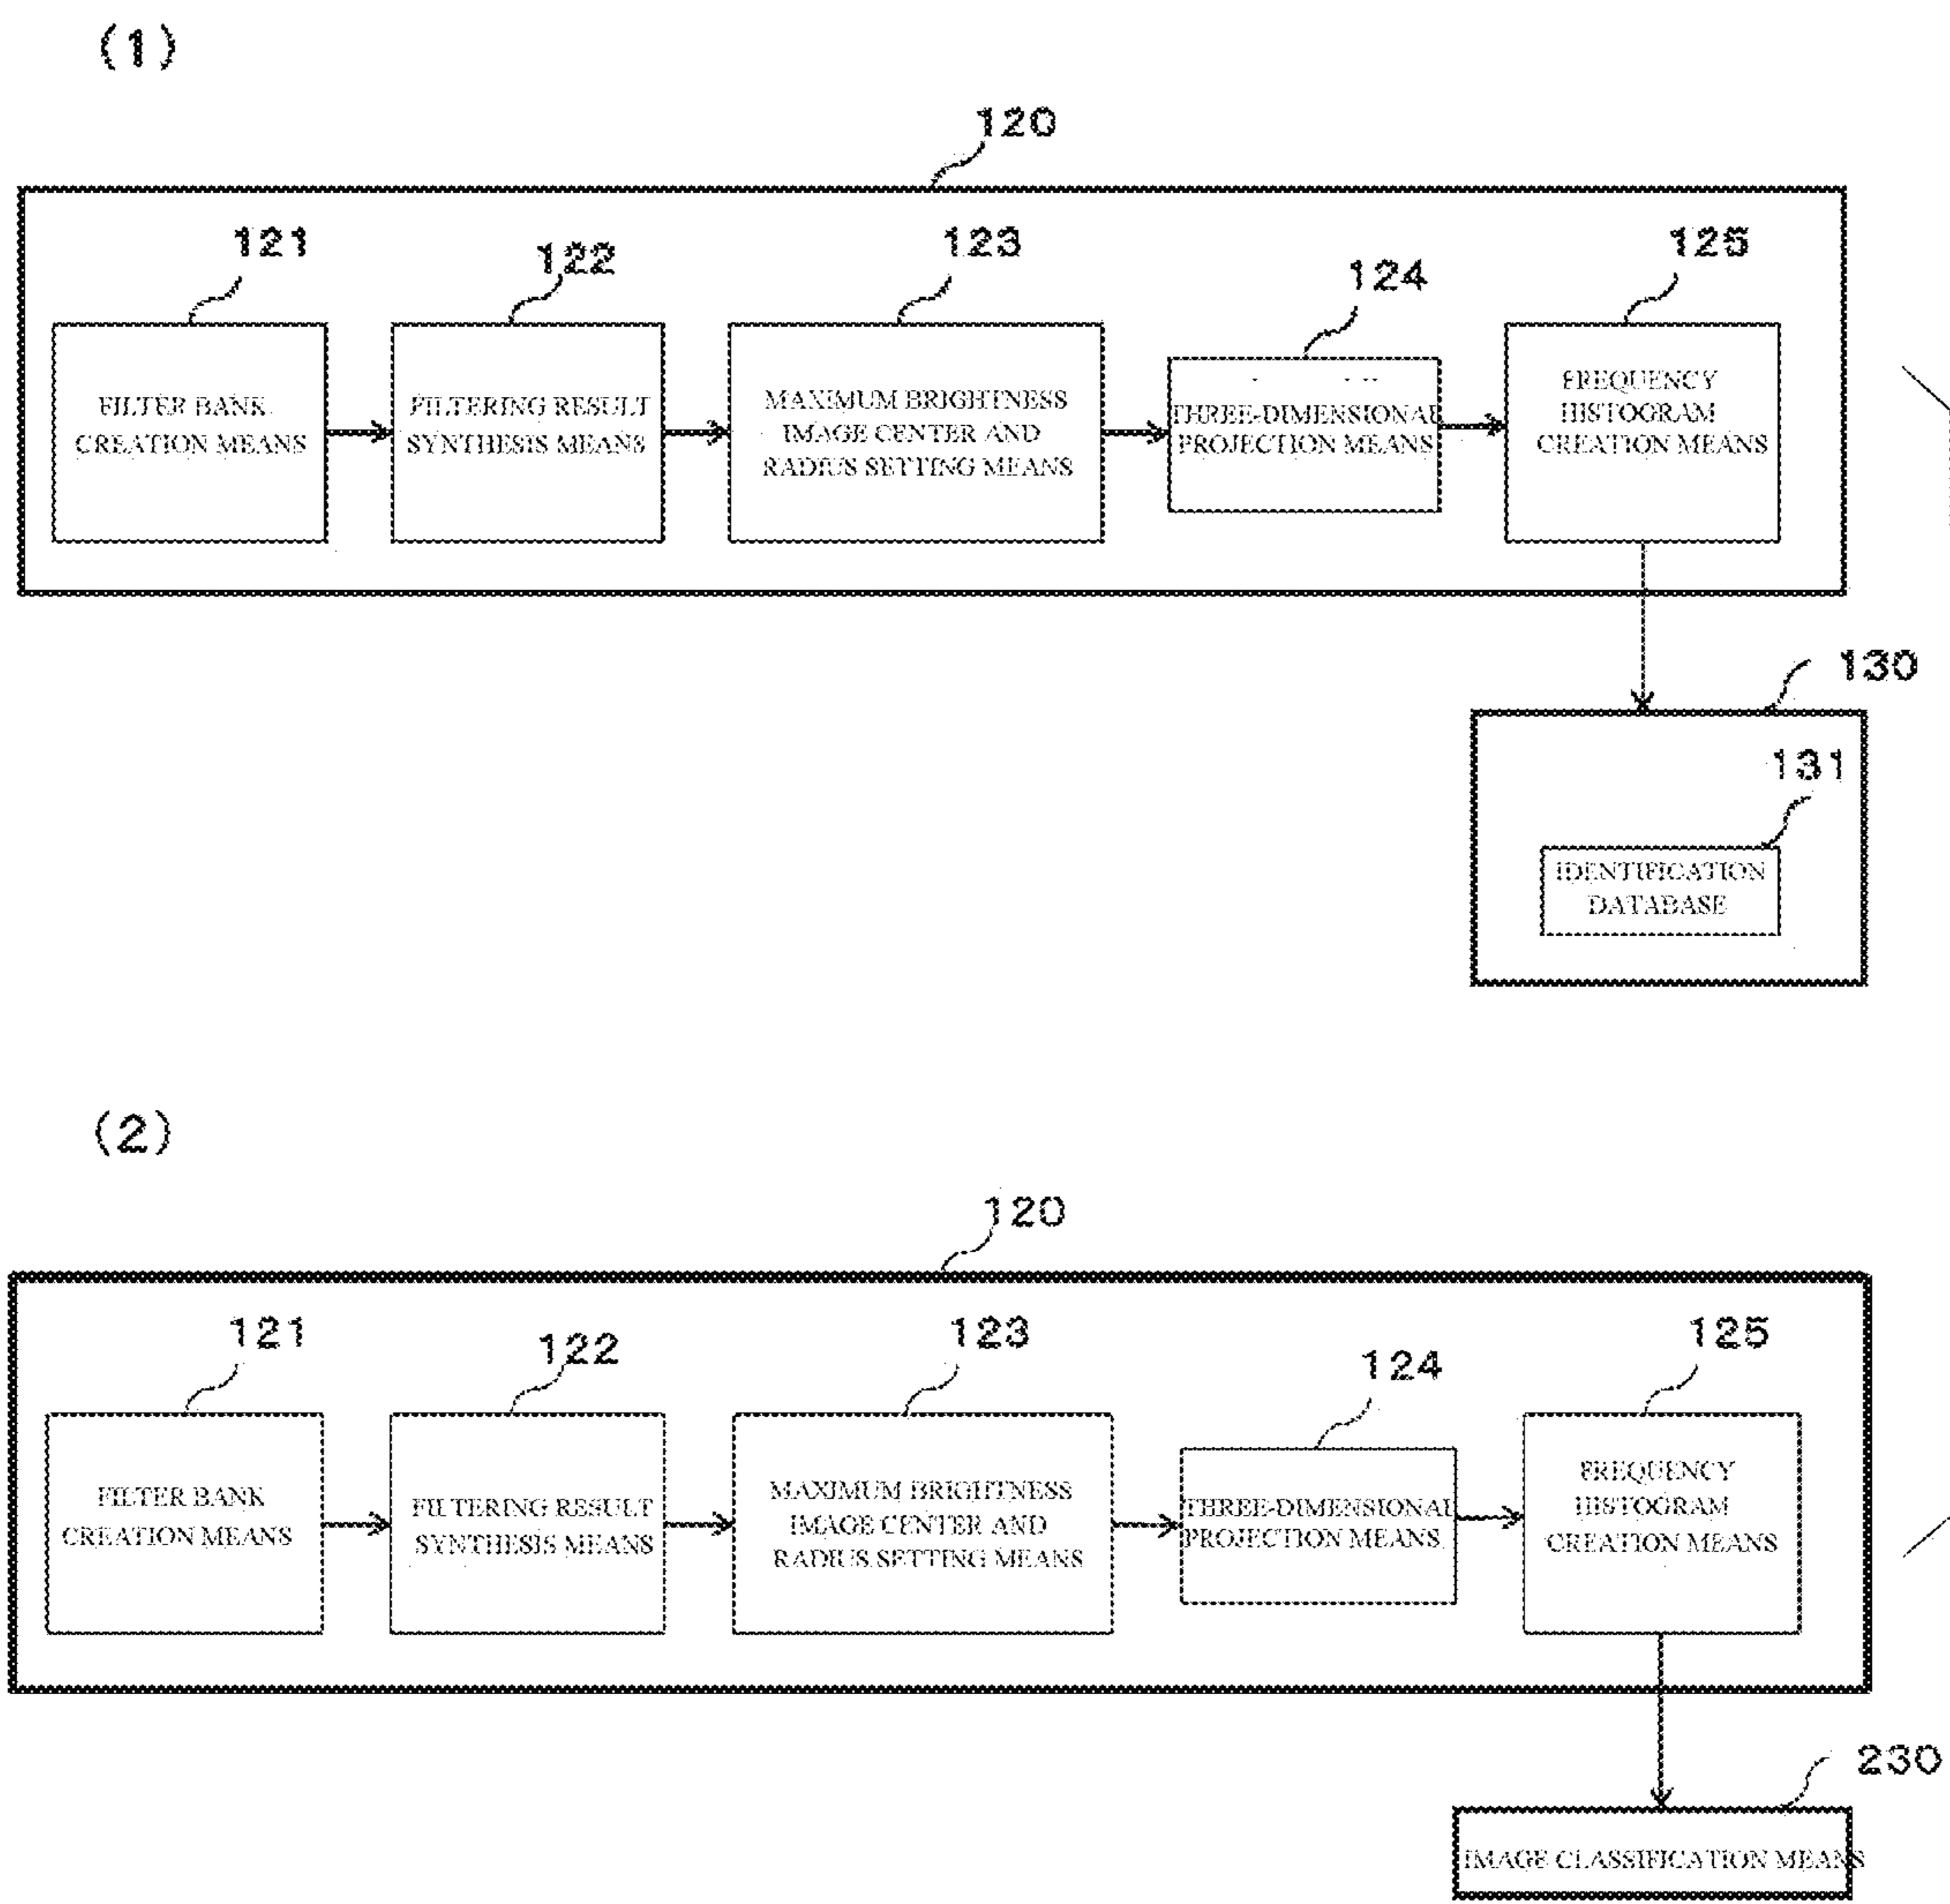 (1)
120
121
122
123
124
125
FILTER BANK
CREATION MEANS
FILTERING RESULT
SYNTHESIS MEANS
MAXIMUM BRIGHTNESS
IMAGE CENTER AND
RADIUS SETTING MEANS
THREE-DIMENSIONAL
PROJECTION MEANS
FREQUENCY
HISTOGRAM
CREATION MEANS
130
131
IDENTIFICATION
DATABASE
(2)
120
121
122
123
124
125
FILTER BANK
CREATION MEANS
FILTERING RESULT
SYNTHESIS MEANS
MAXIMUM BRIGHTNESS
IMAGE CENTER AND
RADIUS SETTING MEANS
THREE-DIMENSIONAL
PROJECTION MEANS
FREQUENCY
HISTOGRAM
CREATION MEANS
230
IMAGE CLASSIFICATION MEANS